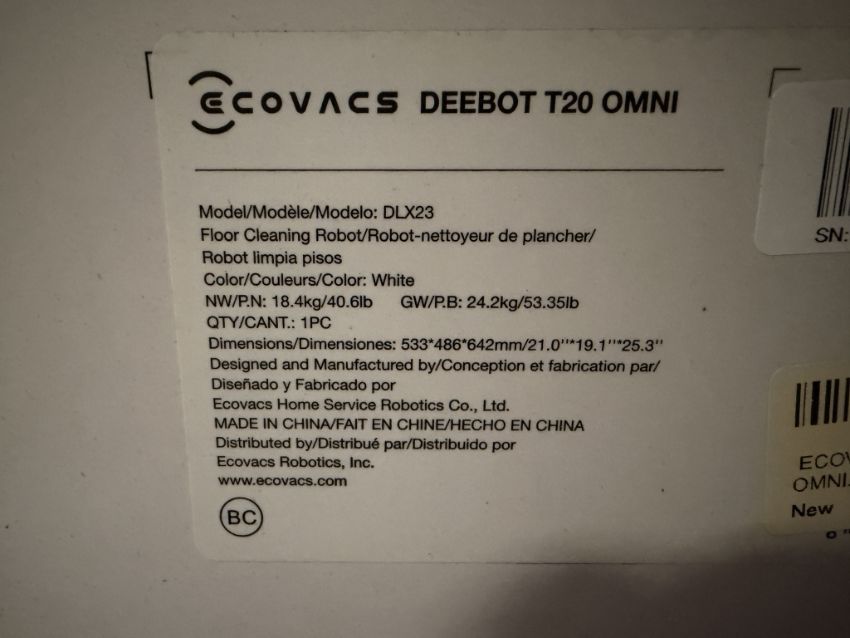 ECOVACS DEEBOT T20 OMNI
Model/Modèle/Modelo: DLX23
Floor Cleaning Robot/Robot-nettoyeur de plancher/
Robot limpia pisos
Color/Couleurs/Color: White
NW/P.N: 18.4kg/40.6lb GW/P.B: 24.2kg/53.35lb
QTY/CANT.: 1PC
Dimensions/Dimensiones: 533*486*642mm/21.0''*19.1''*25.3''
Designed and Manufactured by/Conception et fabrication par/
Diseñado y Fabricado por
Ecovacs Home Service Robotics Co., Ltd.
MADE IN CHINA/FAIT EN CHINE/HECHO EN CHINA
Distributed by/Distribué par/Distribuido por
Ecovacs Robotics, Inc.
www.ecovacs.com
BC
SN:
OMNI
New